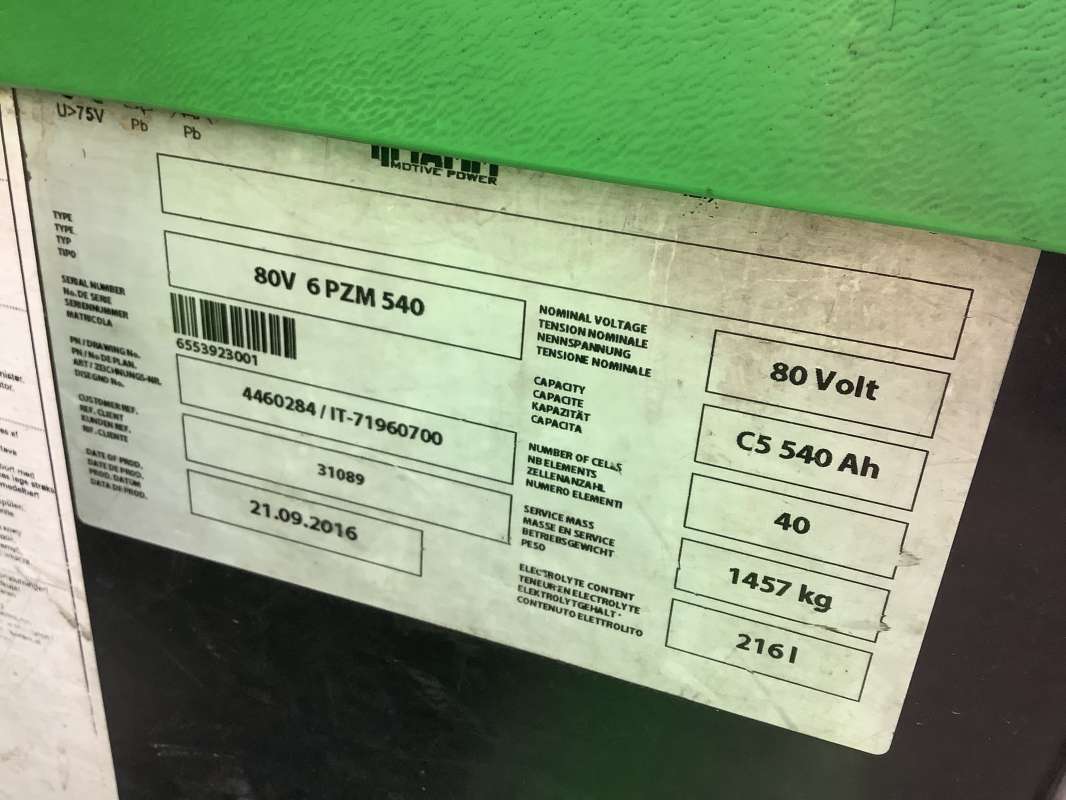 U>75V
Pb
Pb
MOTIVE POWER
TYPE
TYPE
TYP
TIPO
80V 6 PZM 540
SERIAL NUMBER
No. DE SERIE
SERIENNUMMER
MATRICOLA
6553923001
PN / DRAWING No.
PN / No DE PLAN.
ART / ZEICHNUNGS-NR.
DISEGNO No.
4460284 / IT-71960700
CUSTOMER REF.
REF. CLIENT
KUNDEN REF.
RIF. CLIENTE
31089
DATE OF PROD.
DATE DE PROD.
PROD. DATUM
DATA DE PROD.
21.09.2016
NOMINAL VOLTAGE
TENSION NOMINALE
NENNSPANNUNG
TENSIONE NOMINALE
80 Volt
CAPACITY
CAPACITE
KAPAZITÄT
CAPACITA
C5 540 Ah
NUMBER OF CELLS
NB ELEMENTS
ZELLENANZAHL
NUMERO ELEMENTI
40
SERVICE MASS
MASSE EN SERVICE
BETRIEBSGEWICHT
PESO
1457 kg
ELECTROLYTE CONTENT
TENEUR EN ELECTROLYTE
ELEKTROLYTGEHALT
CONTENUTO ELETTROLITO
216 l